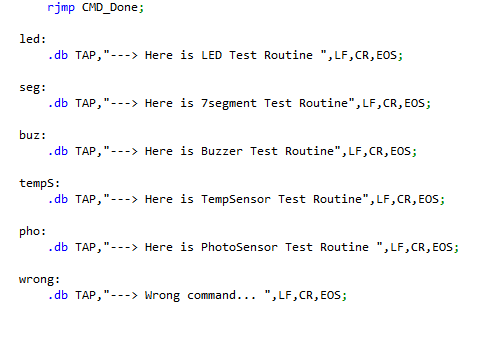 rjmp CMD_Done;
led:
.db TAP,"---> Here is LED Test Routine ",LF,CR,EOS;
seg:
.db TAP,"---> Here is 7segment Test Routine",LF,CR,EOS;
buz:
.db TAP,"---> Here is Buzzer Test Routine",LF,CR,EOS;
tempS:
.db TAP,"---> Here is TempSensor Test Routine",LF,CR,EOS;
pho:
.db TAP,"---> Here is PhotoSensor Test Routine ",LF,CR,EOS;
wrong:
.db TAP,"---> Wrong command... ",LF,CR,EOS;